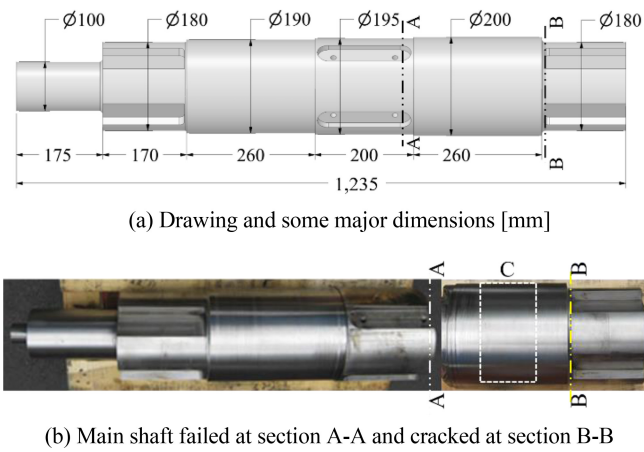 Ø100
Ø180
Ø190
Ø195
A
Ø200
B
Ø180
A
B
175
170
260
200
260
1,235
(a) Drawing and some major dimensions [mm]
A
C
B
A
B
(b) Main shaft failed at section A-A and cracked at section B-B